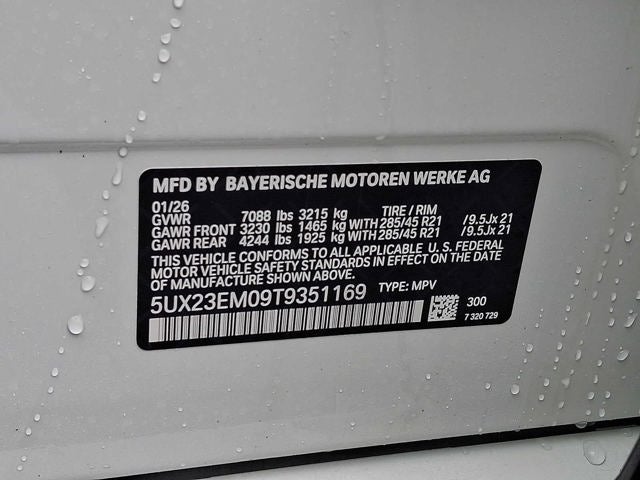 MFD BY BAYERISCHE MOTOREN WERKE AG
01/26 TIRE / RIM
GVWR 7088 lbs 3215 kg
GAWR FRONT 3230 lbs 1465 kg WITH 285/45 R21 /9.5Jx 21
GAWR REAR 4244 lbs 1925 kg WITH 285/45 R21 /9.5Jx 21
THIS VEHICLE CONFORMS TO ALL APPLICABLE U. S. FEDERAL
MOTOR VEHICLE SAFETY STANDARDS IN EFFECT ON THE DATE
OF MANUFACTURE SHOWN ABOVE.
5UX23EM09T9351169 TYPE: MPV
300
7 320 729